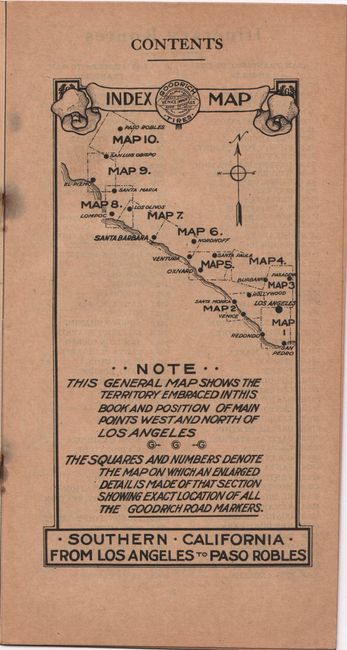 CONTENTS
INDEX MAP
GOODRICH
TIRES
PASO ROBLES
MAP 10.
SAN LUIS OBISPO
MAP 9.
EL PIZMO
SANTA MARIA
MAP 8.
LOS OLIVOS
LOMPOC
MAP 7.
SANTA BARBARA
MAP 6.
NORDHOFF
VENTURA
SANTA PAULA
MAP 5.
MAP 4.
OXNARD
BURBANK
PASADENA
MAP 3
HOLLYWOOD
SANTA MONICA
LOS ANGELES
MAP 2
VENICE
MAP
1
REDONDO
SAN
PEDRO
·· NOTE ··
THIS GENERAL MAP SHOWS THE
TERRITORY EMBRACED IN THIS
BOOK AND POSITION OF MAIN
POINTS WEST AND NORTH OF
LOS ANGELES
G - G - G
THE SQUARES AND NUMBERS DENOTE
THE MAP ON WHICH AN ENLARGED
DETAIL IS MADE OF THAT SECTION
SHOWING EXACT LOCATION OF ALL
THE GOODRICH ROAD MARKERS.
· SOUTHERN · CALIFORNIA ·
FROM LOS ANGELES TO PASO ROBLES